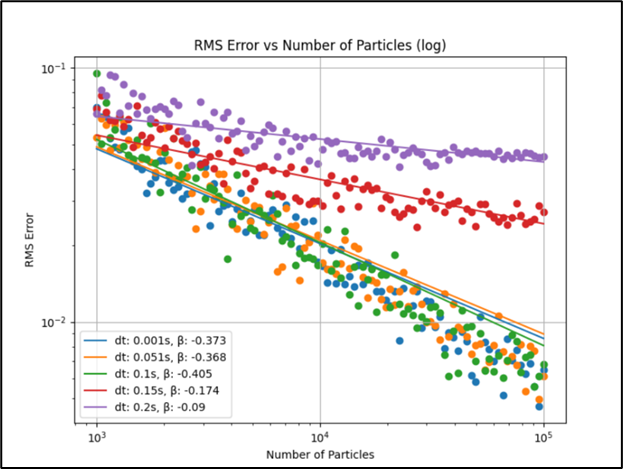 RMS Error vs Number of Particles (log)
10⁻¹
RMS Error
10⁻²
dt: 0.001s, β: -0.373
dt: 0.051s, β: -0.368
dt: 0.1s, β: -0.405
dt: 0.15s, β: -0.174
dt: 0.2s, β: -0.09
10³ 10⁴ 10⁵
Number of Particles